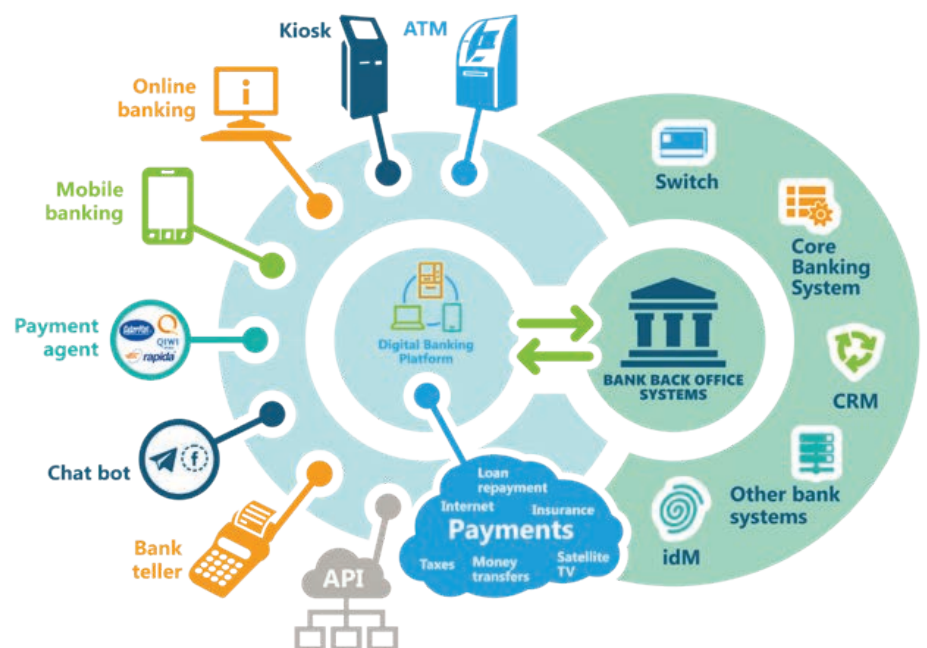 Kiosk
ATM
Online
banking
i
Mobile
banking
Payment
agent
QIWI
rapida
Chat bot
f
Bank
teller
API
Digital Banking
Platform
BANK BACK OFFICE
SYSTEMS
Switch
Core
Banking
System
CRM
Other bank
systems
idM
Loan
repayment
Internet
Insurance
Payments
Taxes
Money
transfers
Satellite
TV